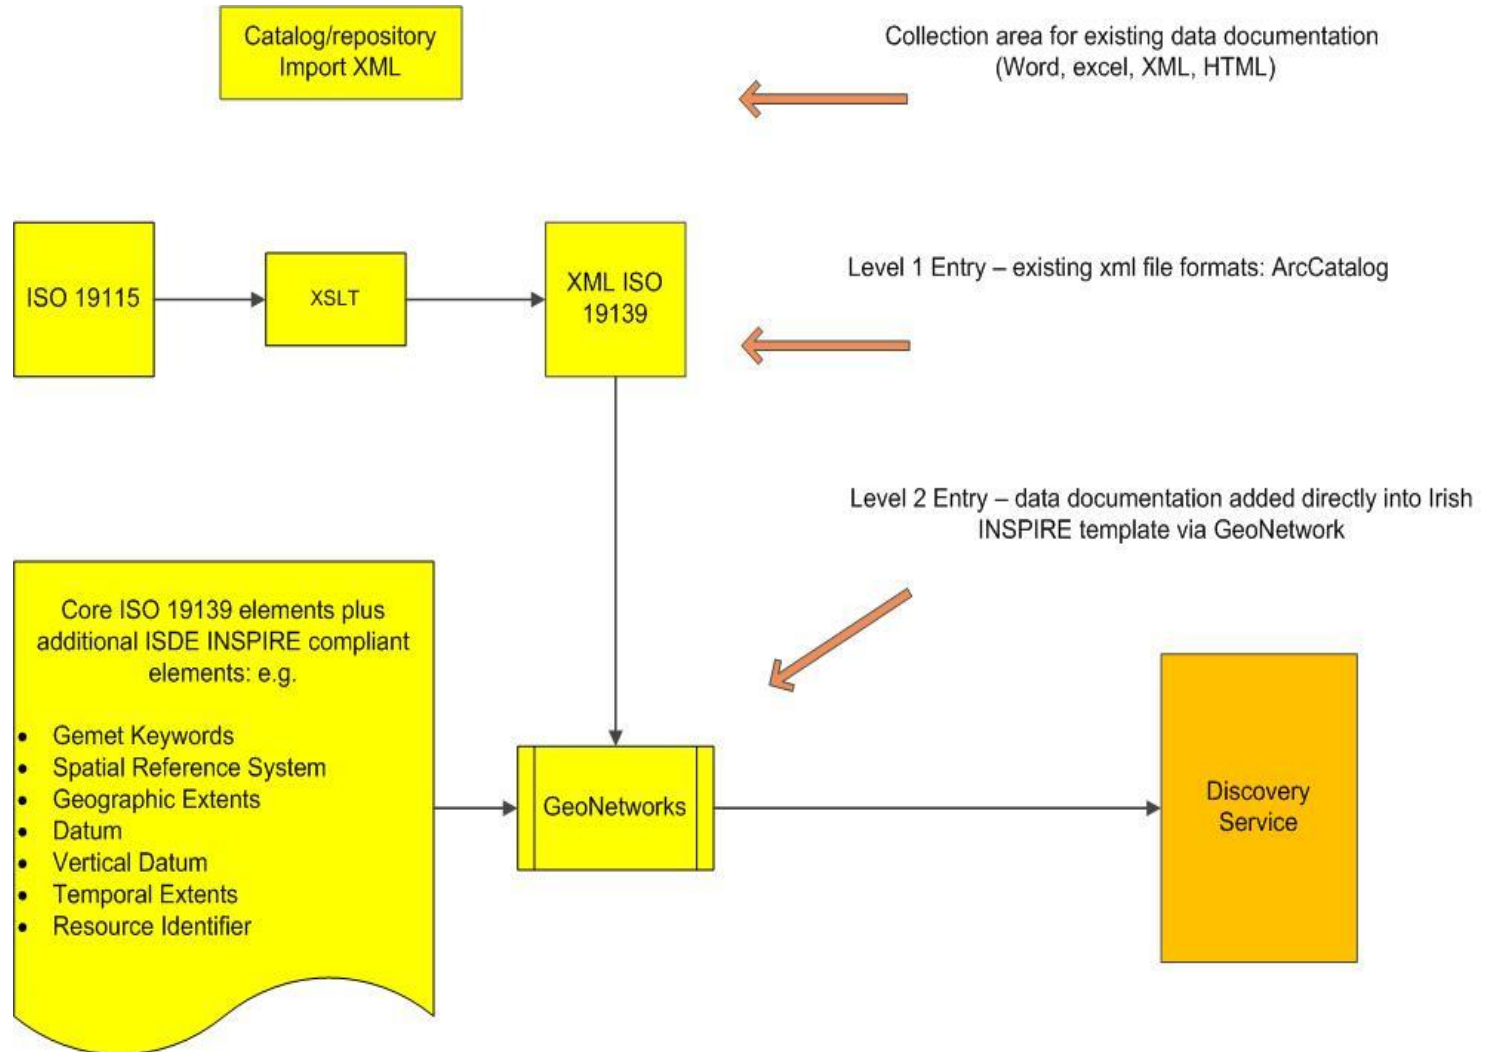 Catalog/repository
Import XML
Collection area for existing data documentation
(Word, excel, XML, HTML)
ISO 19115
XSLT
XML ISO
19139
Level 1 Entry – existing xml file formats: ArcCatalog
Level 2 Entry – data documentation added directly into Irish
INSPIRE template via GeoNetwork
Core ISO 19139 elements plus
additional ISDE INSPIRE compliant
elements: e.g.
• Gemet Keywords
• Spatial Reference System
• Geographic Extents
• Datum
• Vertical Datum
• Temporal Extents
• Resource Identifier
GeoNetworks
Discovery
Service